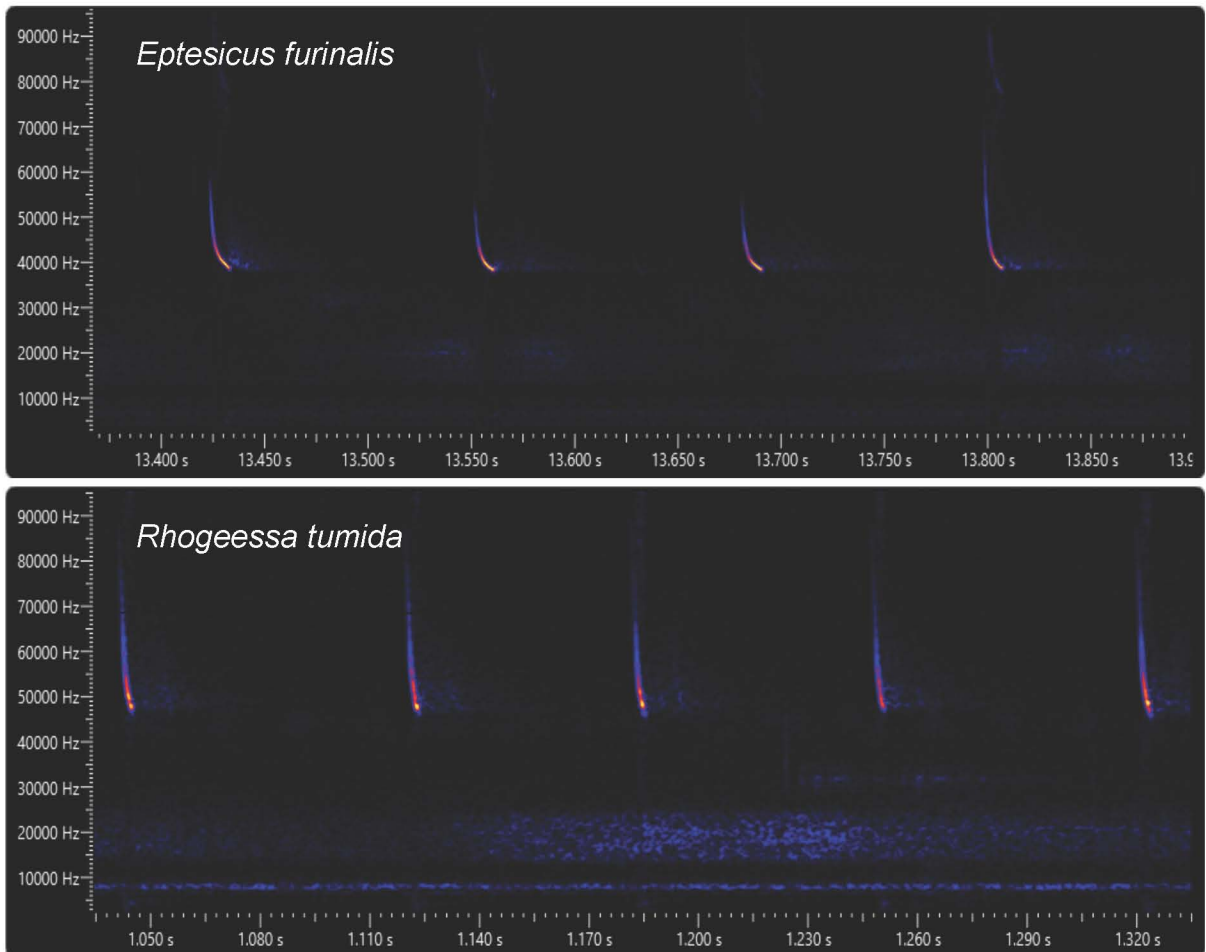 90000 Hz
Eptesicus furinalis
80000 Hz
70000 Hz
60000 Hz
50000 Hz
40000 Hz
30000 Hz
20000 Hz
10000 Hz
13.400 s 13.450 s 13.500 s 13.550 s 13.600 s 13.650 s 13.700 s 13.750 s 13.800 s 13.850 s
90000 Hz
Rhogeessa tumida
80000 Hz
70000 Hz
60000 Hz
50000 Hz
40000 Hz
30000 Hz
20000 Hz
10000 Hz
1.050 s 1.080 s 1.110 s 1.140 s 1.170 s 1.200 s 1.230 s 1.260 s 1.290 s 1.320 s